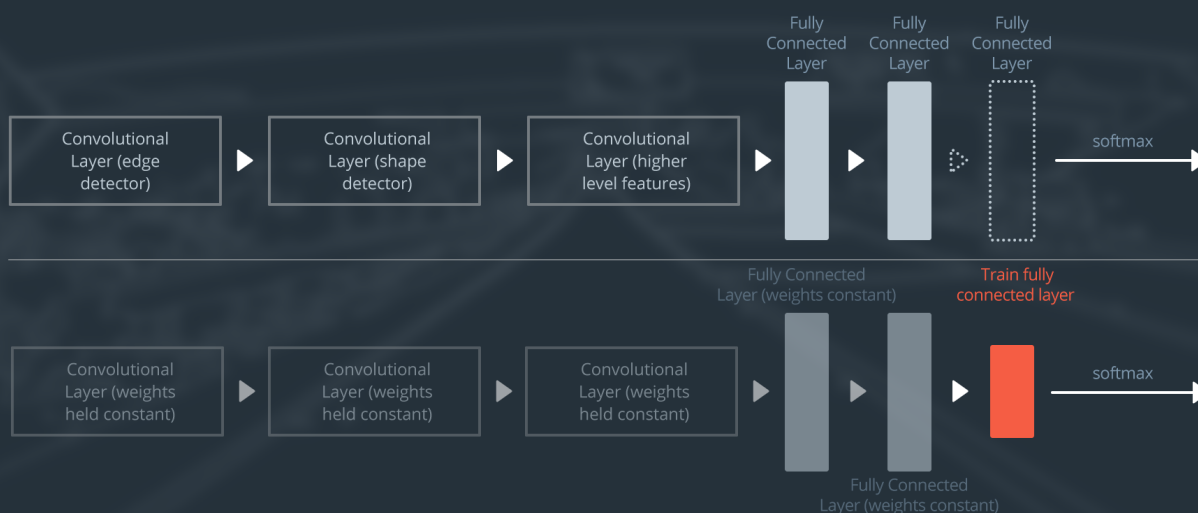 Fully
Connected
Layer
Fully
Connected
Layer
Fully
Connected
Layer
Convolutional
Layer (edge
detector)
Convolutional
Layer (shape
detector)
Convolutional
Layer (higher
level features)
softmax
Fully Connected
Layer (weights constant)
Train fully
connected layer
Convolutional
Layer (weights
held constant)
Convolutional
Layer (weights
held constant)
Convolutional
Layer (weights
held constant)
softmax
Fully Connected
Layer (weights constant)